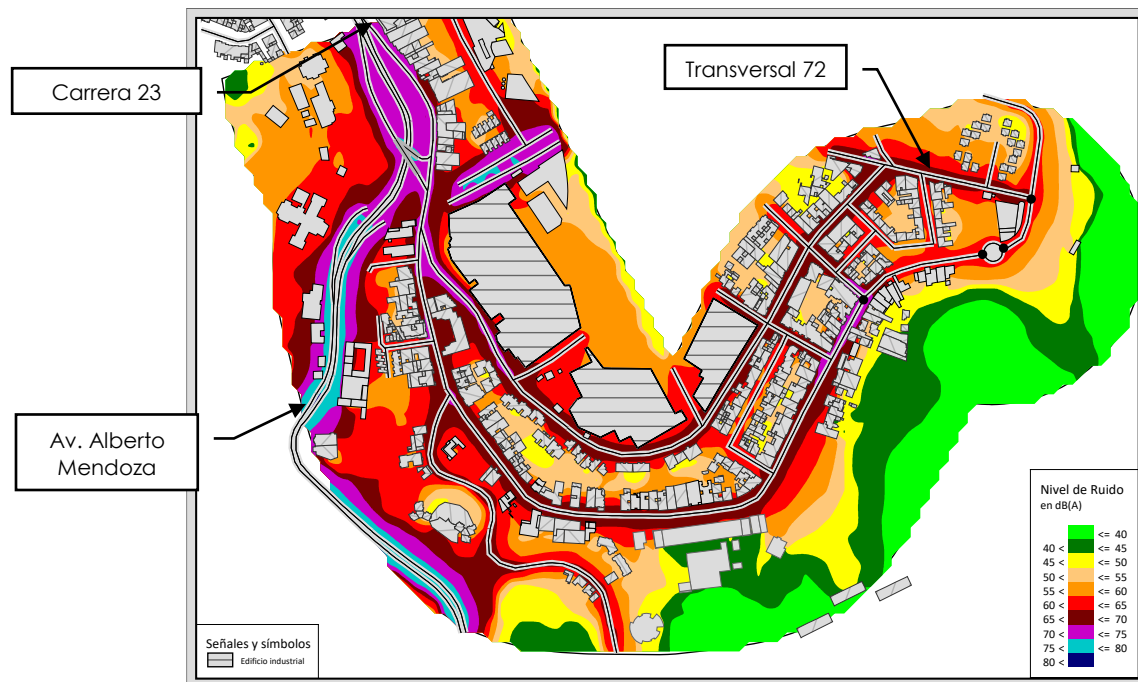 Carrera 23
Transversal 72
Av. Alberto
Mendoza
Nivel de Ruido
en dB(A)
<= 40
40 < <= 45
45 < <= 50
50 < <= 55
55 < <= 60
60 < <= 65
65 < <= 70
70 < <= 75
75 < <= 80
80 <
Señales y símbolos
Edificio industrial